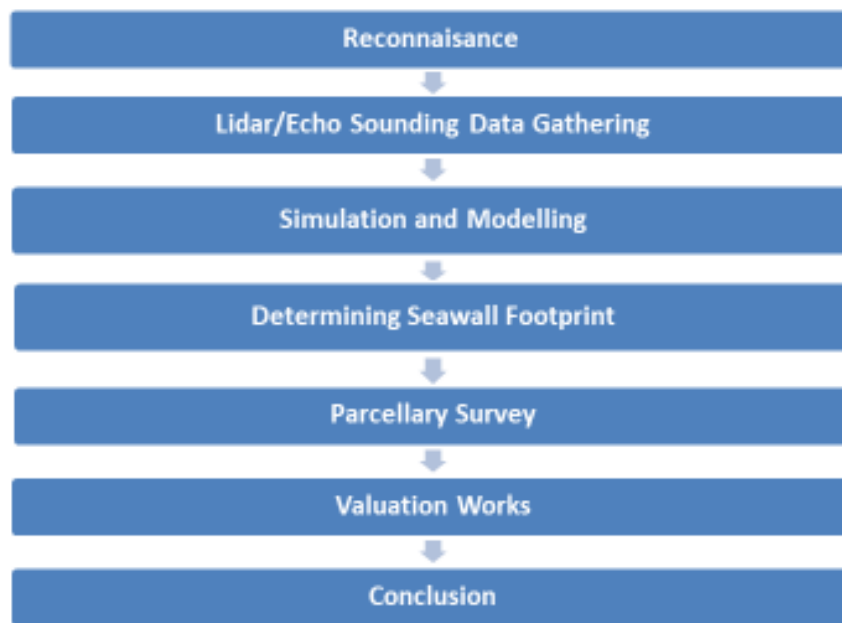 Reconnaisance
Lidar/Echo Sounding Data Gathering
Simulation and Modelling
Determining Seawall Footprint
Parcellary Survey
Valuation Works
Conclusion